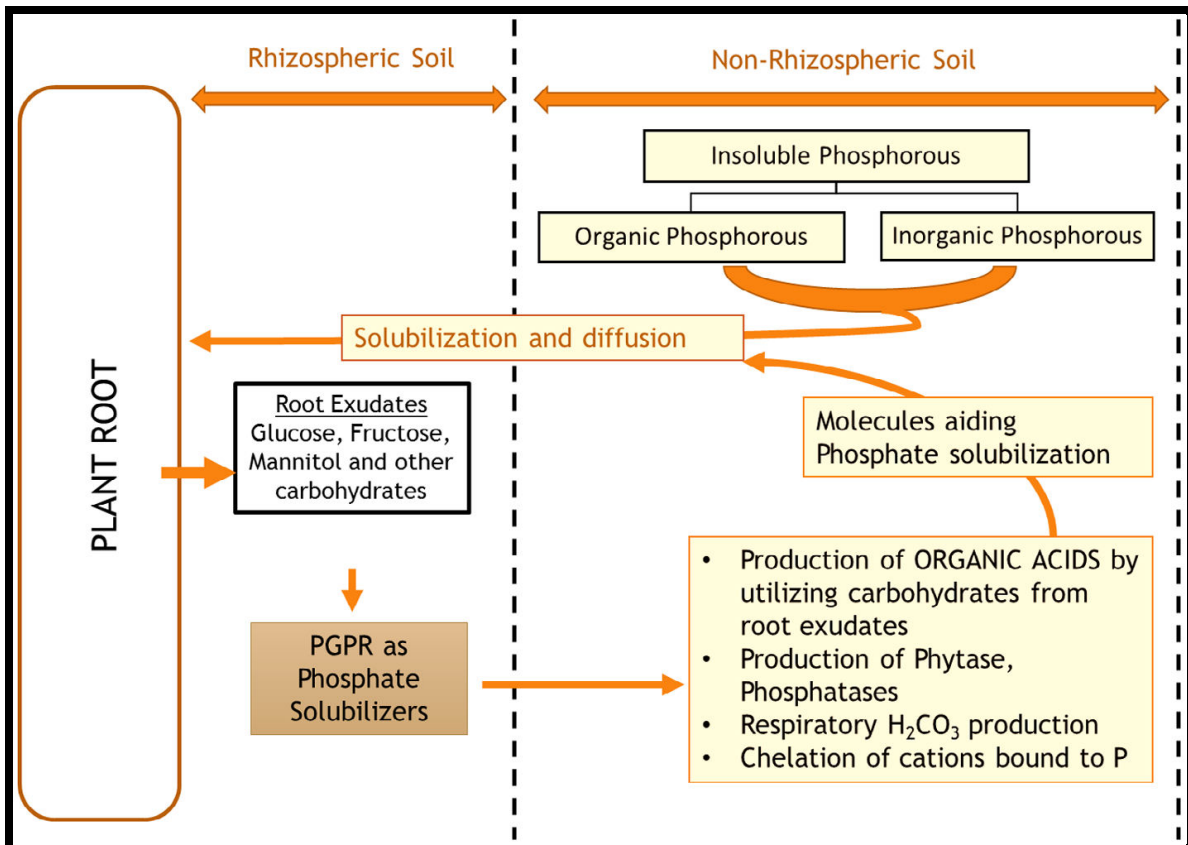 Rhizospheric Soil
Non-Rhizospheric Soil
Insoluble Phosphorous
Organic Phosphorous
Inorganic Phosphorous
Solubilization and diffusion
PLANT ROOT
Root Exudates
Glucose, Fructose,
Mannitol and other
carbohydrates
Molecules aiding
Phosphate solubilization
PGPR as
Phosphate
Solubilizers
• Production of ORGANIC ACIDS by
utilizing carbohydrates from
root exudates
• Production of Phytase,
Phosphatases
• Respiratory H₂CO₃ production
• Chelation of cations bound to P